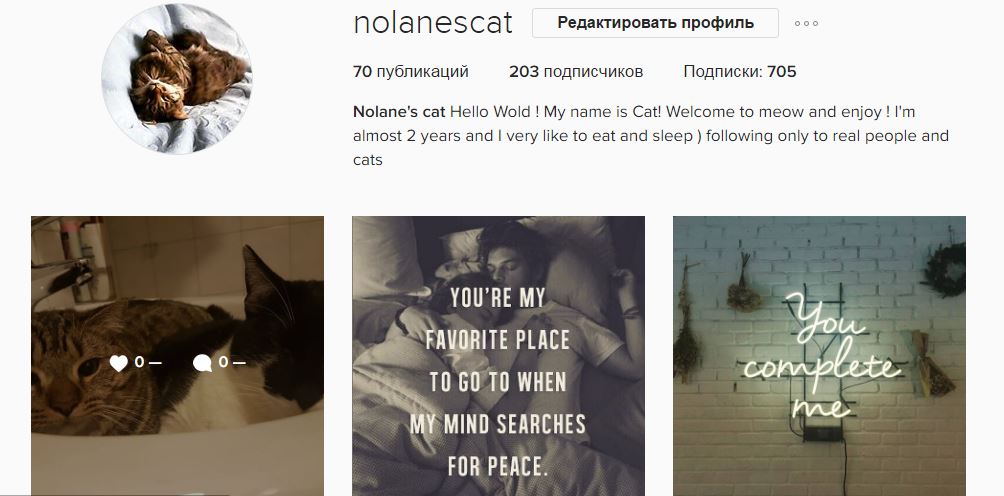 nolanescat Редактировать профиль
70 публикаций 203 подписчиков Подписки: 705
Nolane's cat Hello Wold ! My name is Cat! Welcome to meow and enjoy ! I'm
almost 2 years and I very like to eat and sleep ) following only to real people and
cats
0 — 0 —
YOU'RE MY
FAVORITE PLACE
TO GO TO WHEN
MY MIND SEARCHES
FOR PEACE.
You
complete
me